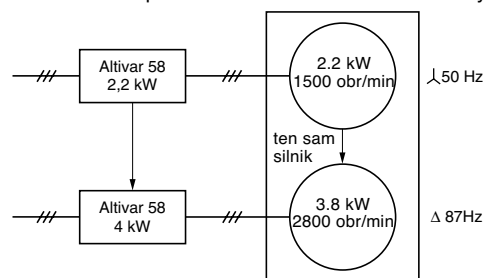 Altivar 58
2,2 kW
2.2 kW
1500 obr/min
⅄50 Hz
ten sam
silnik
Altivar 58
4 kW
3.8 kW
2800 obr/min
Δ 87Hz